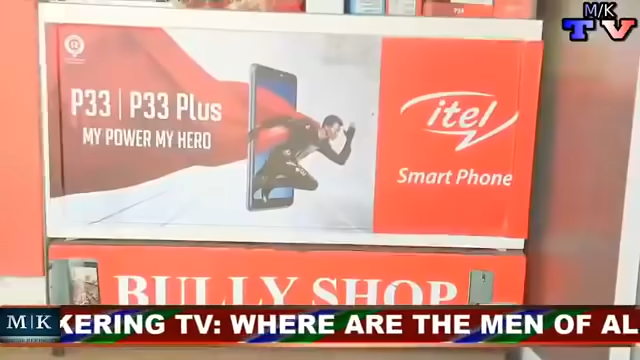 P33
M/K
TV
P33 | P33 Plus
MY POWER MY HERO
itel
Smart Phone
BULLY SHOP
M|K
KERING TV: WHERE ARE THE MEN OF AL